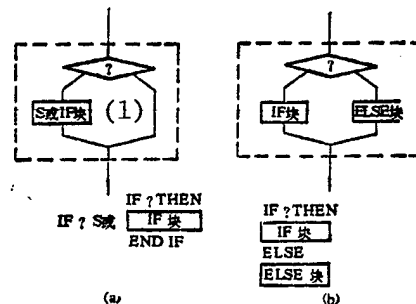 ?
S或IF块
(1)
IF ? S或
IF ? THEN
IF 块
END IF
(a)
?
IF块
ELSE块
IF ? THEN
IF 块
ELSE
ELSE 块
(b)